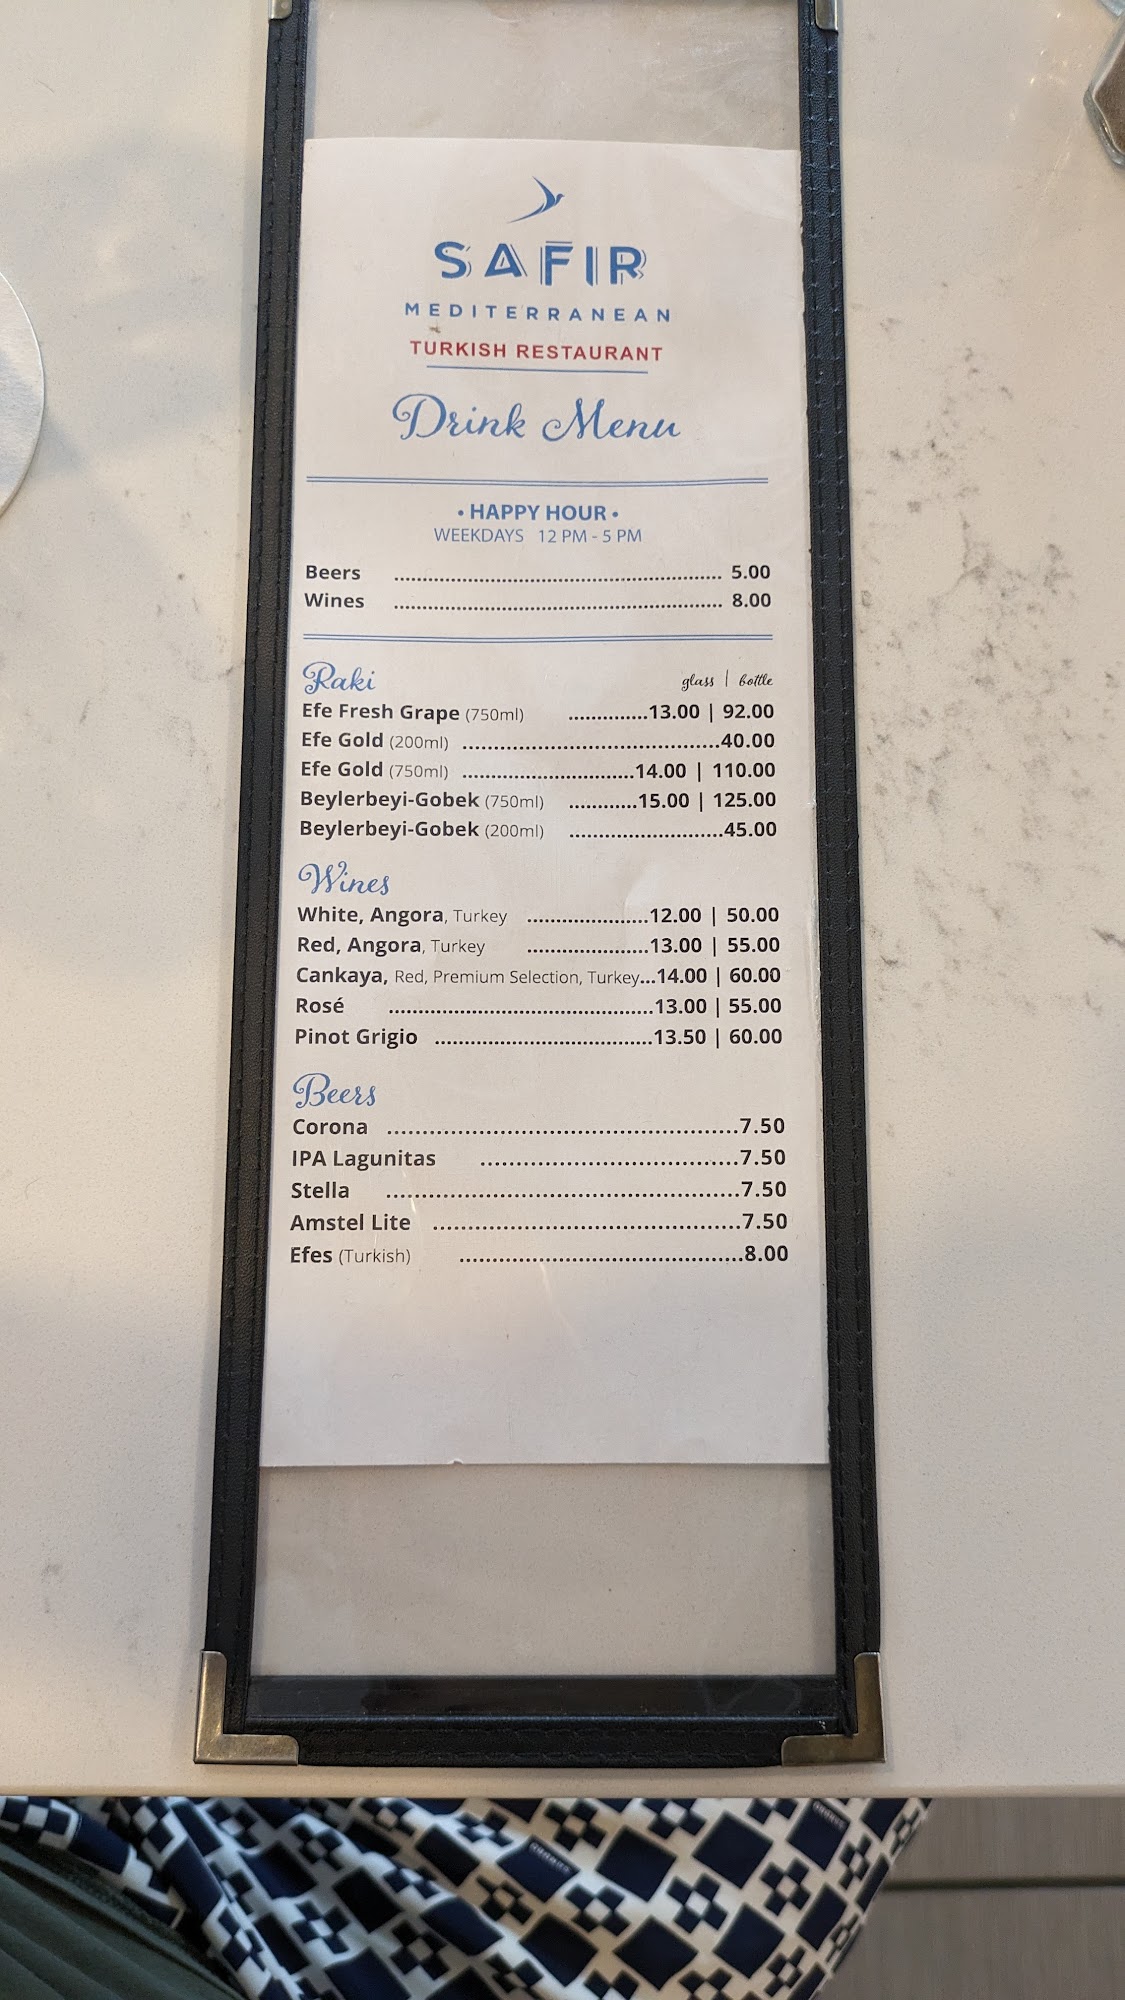 SAFIR
MEDITERRANEAN
TURKISH RESTAURANT
Drink Menu
• HAPPY HOUR •
WEEKDAYS 12 PM - 5 PM
Beers ........................................................ 5.00
Wines ........................................................ 8.00
Raki glass | bottle
Efe Fresh Grape (750ml) ..............13.00 | 92.00
Efe Gold (200ml) .............................................40.00
Efe Gold (750ml) ..............................14.00 | 110.00
Beylerbeyi-Gobek (750ml) ............15.00 | 125.00
Beylerbeyi-Gobek (200ml) ...........................45.00
Wines
White, Angora, Turkey .....................12.00 | 50.00
Red, Angora, Turkey .....................13.00 | 55.00
Cankaya, Red, Premium Selection, Turkey...14.00 | 60.00
Rosé ..............................................13.00 | 55.00
Pinot Grigio ......................................13.50 | 60.00
Beers
Corona ..................................................7.50
IPA Lagunitas ....................................7.50
Stella ..................................................7.50
Amstel Lite ...........................................7.50
Efes (Turkish) ........................................8.00